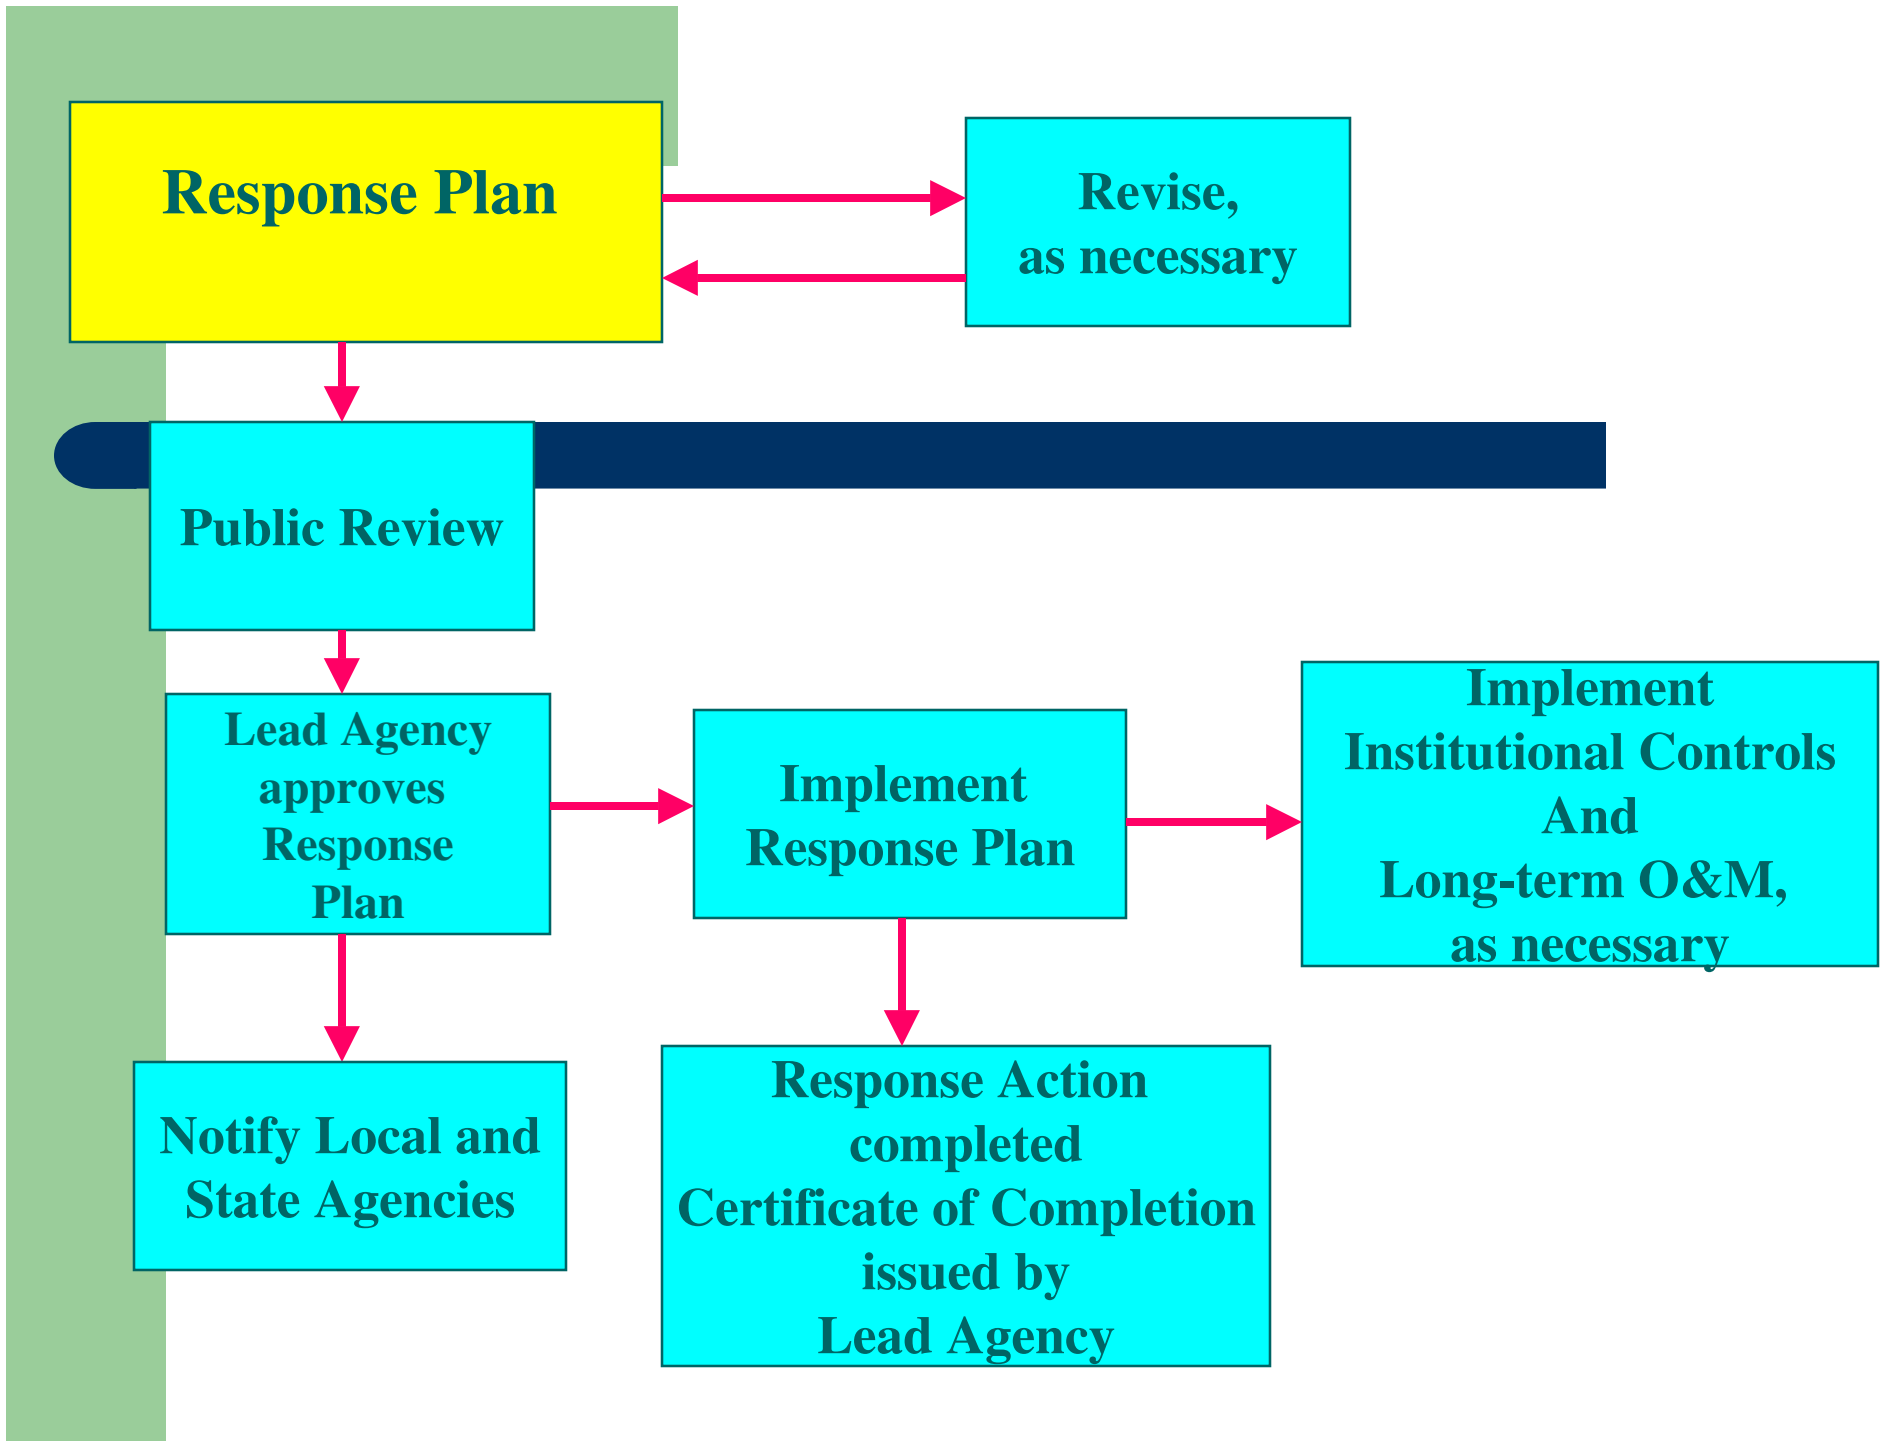 Response Plan
Revise,
as necessary
Public Review
Lead Agency
approves
Response
Plan
Implement
Response Plan
Implement
Institutional Controls
And
Long-term O&M,
as necessary
Notify Local and
State Agencies
Response Action
completed
Certificate of Completion
issued by
Lead Agency